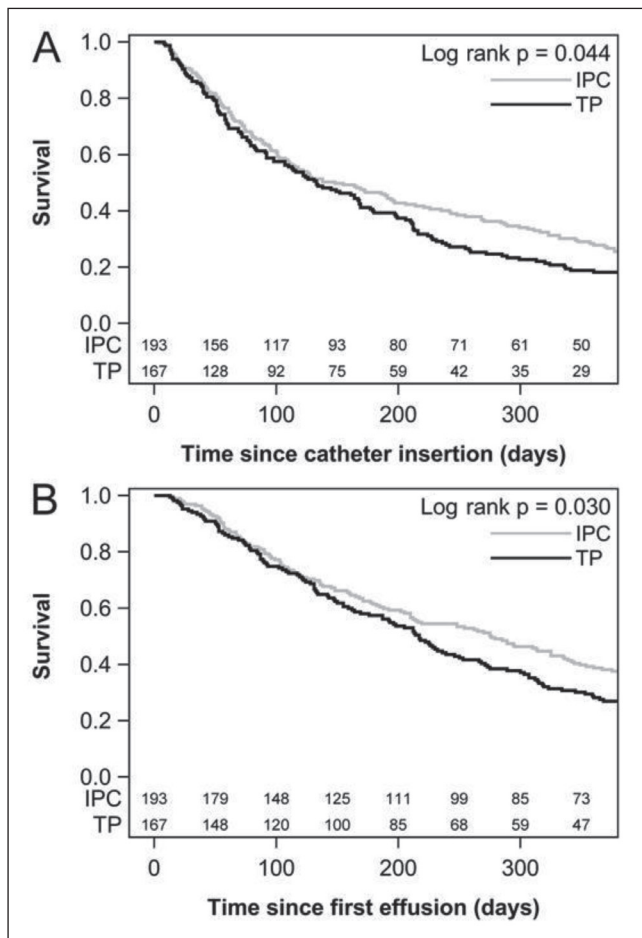 A
Log rank p = 0.044
IPC
TP
1.0
0.8
0.6
0.4
0.2
0.0
Survival
IPC 193 156 117 93 80 71 61 50
TP 167 128 92 75 59 42 35 29
0 100 200 300
Time since catheter insertion (days)
B
Log rank p = 0.030
IPC
TP
1.0
0.8
0.6
0.4
0.2
0.0
Survival
IPC 193 179 148 125 111 99 85 73
TP 167 148 120 100 85 68 59 47
0 100 200 300
Time since first effusion (days)